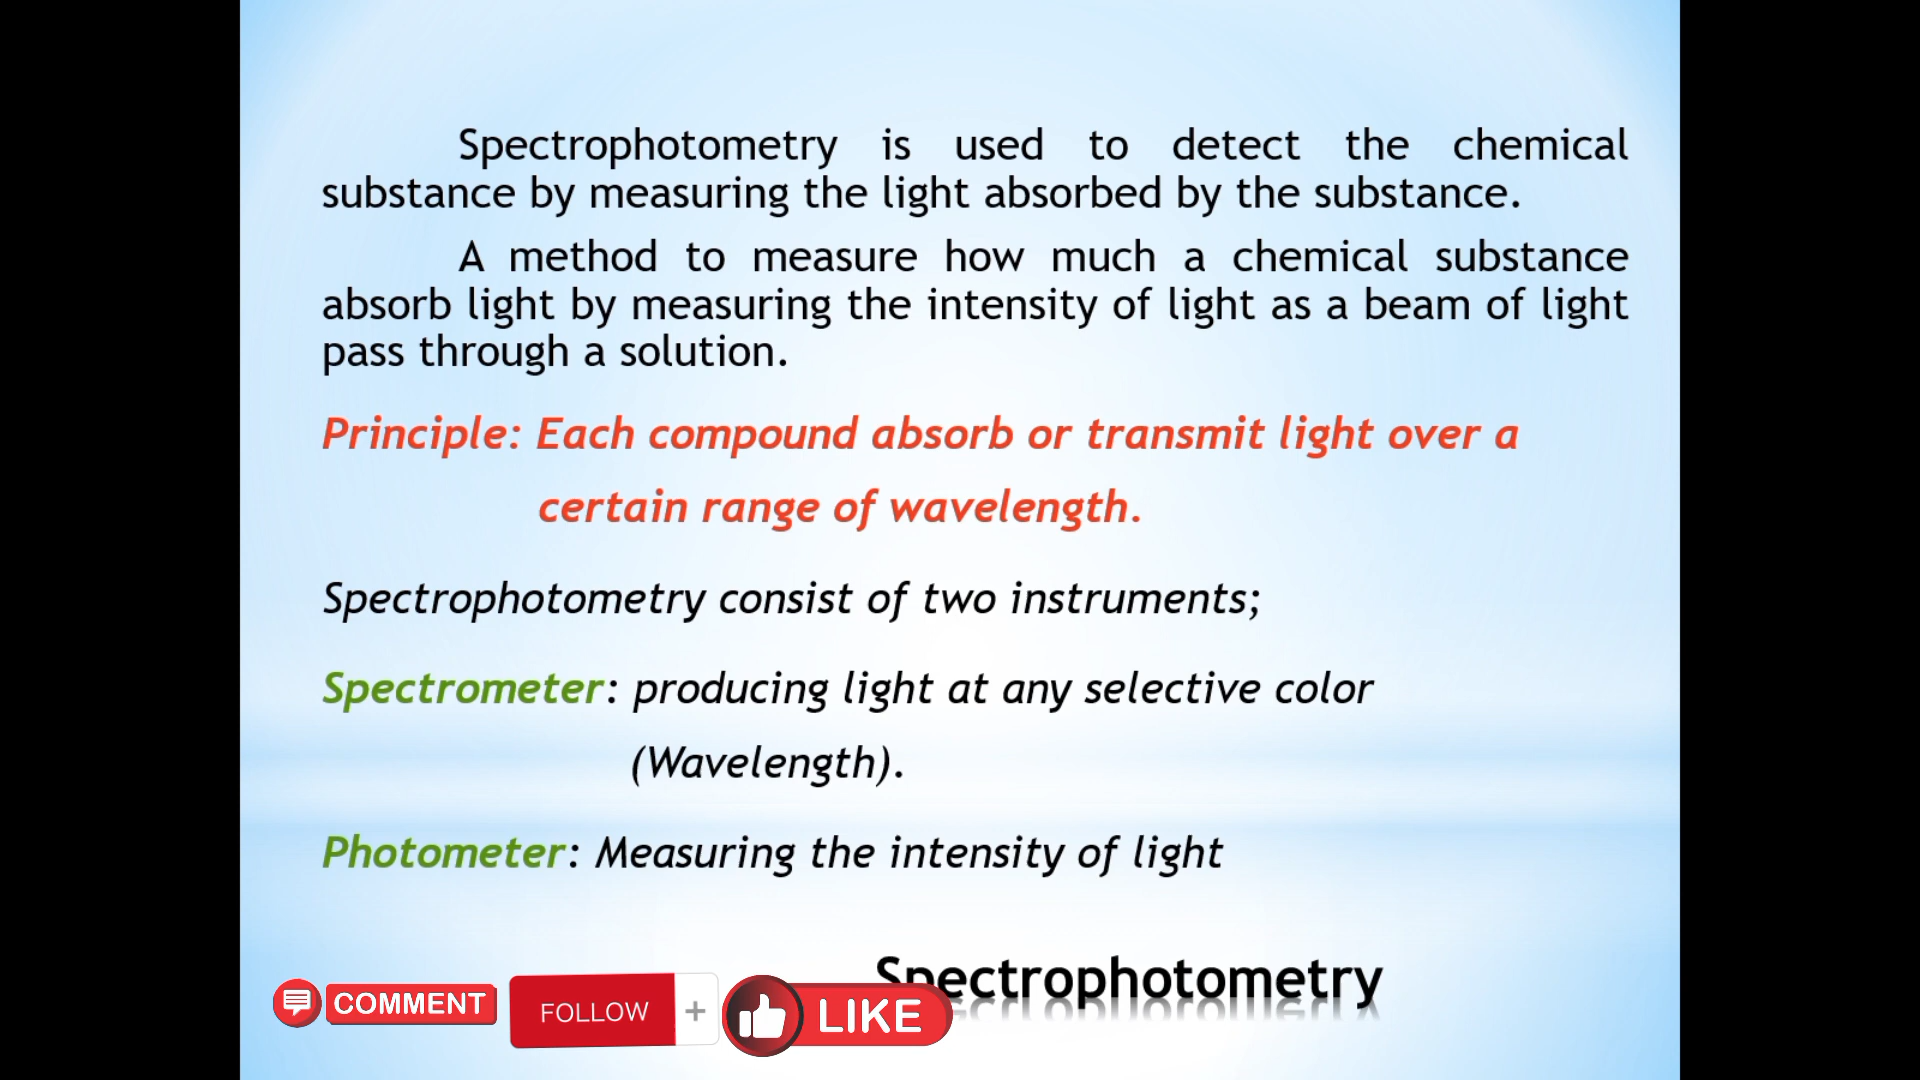 Spectrophotometry is used to detect the chemical
substance by measuring the light absorbed by the substance.
A method to measure how much a chemical substance
absorb light by measuring the intensity of light as a beam of light
pass through a solution.
Principle: Each compound absorb or transmit light over a
certain range of wavelength.
Spectrophotometry consist of two instruments;
Spectrometer: producing light at any selective color
(Wavelength).
Photometer: Measuring the intensity of light
Spectrophotometry
COMMENT
FOLLOW +
LIKE